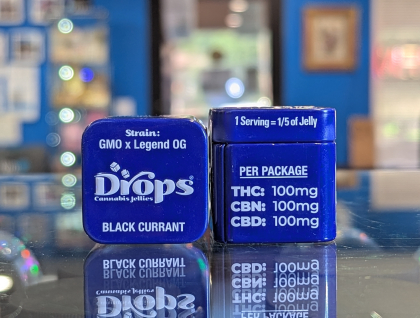 Strain:
GMO x Legend OG
Drops®
Cannabis Jellies
BLACK CURRANT
1 Serving = 1/5 of Jelly
PER PACKAGE
THC: 100mg
CBN: 100mg
CBD: 100mg